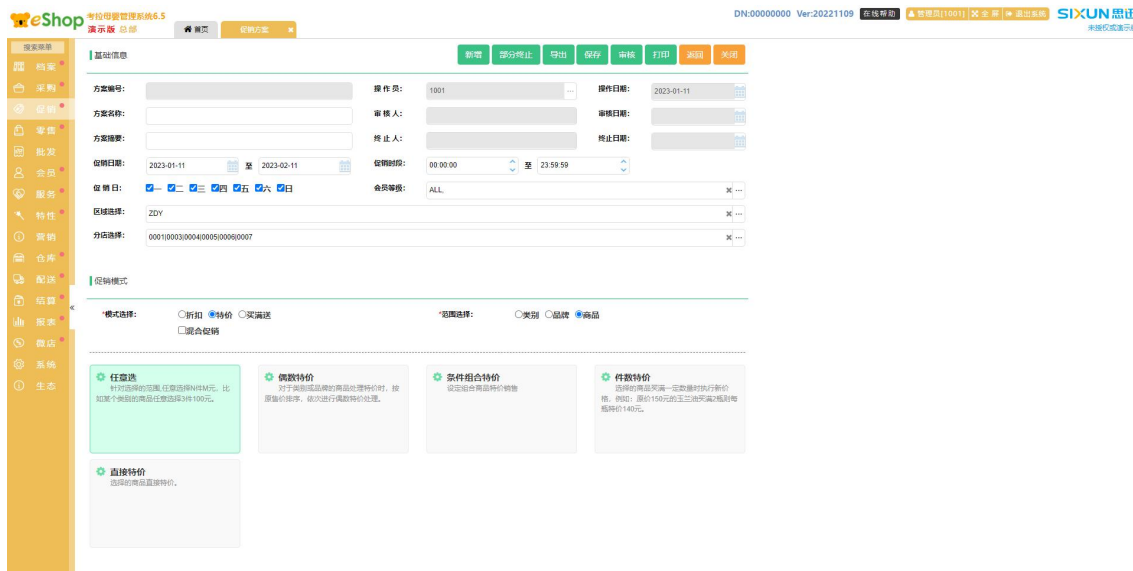 eShop 考拉母婴管理系统6.5
演示版 总部
首页
促销方案
DN:00000000 Ver:20221109 在线帮助 管理员[1001] 全 屏 退出系统
SIXUN 思迅
未授权或演示版
搜索菜单
档案
采购
促销
零售
批发
会员
服务
特性
营销
仓库
配送
结算
报表
微店
系统
生态
基础信息
新增 部分终止 导出 保存 审核 打印 返回 关闭
方案编号: 操 作 员: 1001 操作日期: 2023-01-11
方案名称: 审 核 人: 审核日期:
方案摘要: 终 止 人: 终止日期:
促销日期: 2023-01-11 至 2023-02-11 促销时段: 00:00:00 至 23:59:59
促 销 日: 一 二 三 四 五 六 日 会员等级: ALL,
区域选择: ZDY
分店选择: 0001|0003|0004|0005|0006|0007
促销模式
*模式选择: 折扣 特价 买满送 *范围选择: 类别 品牌 商品
混合促销
任意选
针对选择的范围,任意选择N件M元，比
如某个类别的商品任意选择3件100元。
偶数特价
对于类别或品牌的商品处理特价时，按
原售价排序，依次进行偶数特价处理。
条件组合特价
设定组合商品特价销售
件数特价
选择的商品买满一定数量时执行新价
格，例如：原价150元的玉兰油买满2瓶则每
瓶特价140元。
直接特价
选择的商品直接特价。